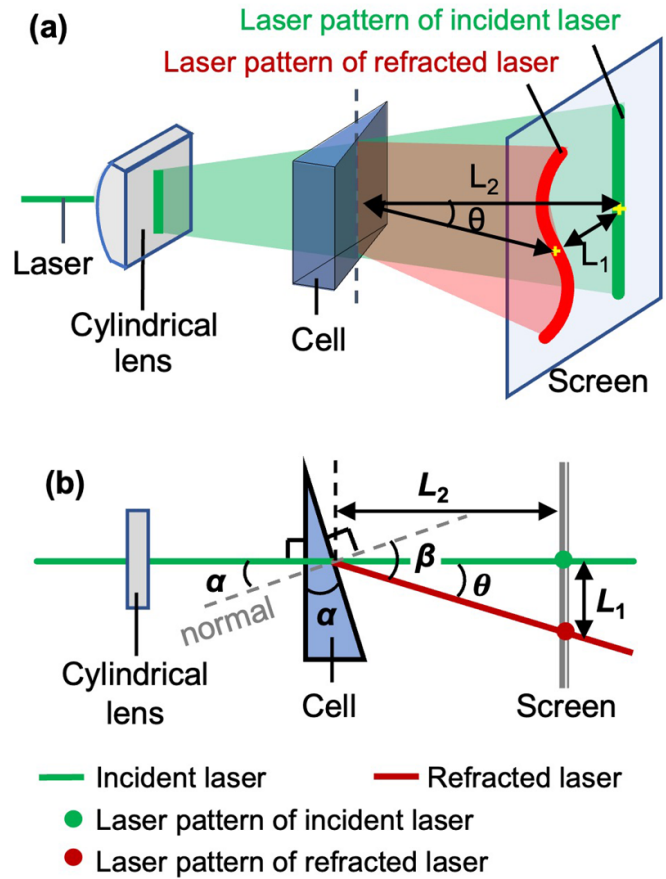 (a)
Laser pattern of incident laser
Laser pattern of refracted laser
L2
θ
L1
Laser
Cylindrical
lens
Cell
Screen
(b)
L2
α
β
θ
L1
normal
α
Cylindrical
lens
Cell
Screen
Incident laser
Refracted laser
Laser pattern of incident laser
Laser pattern of refracted laser